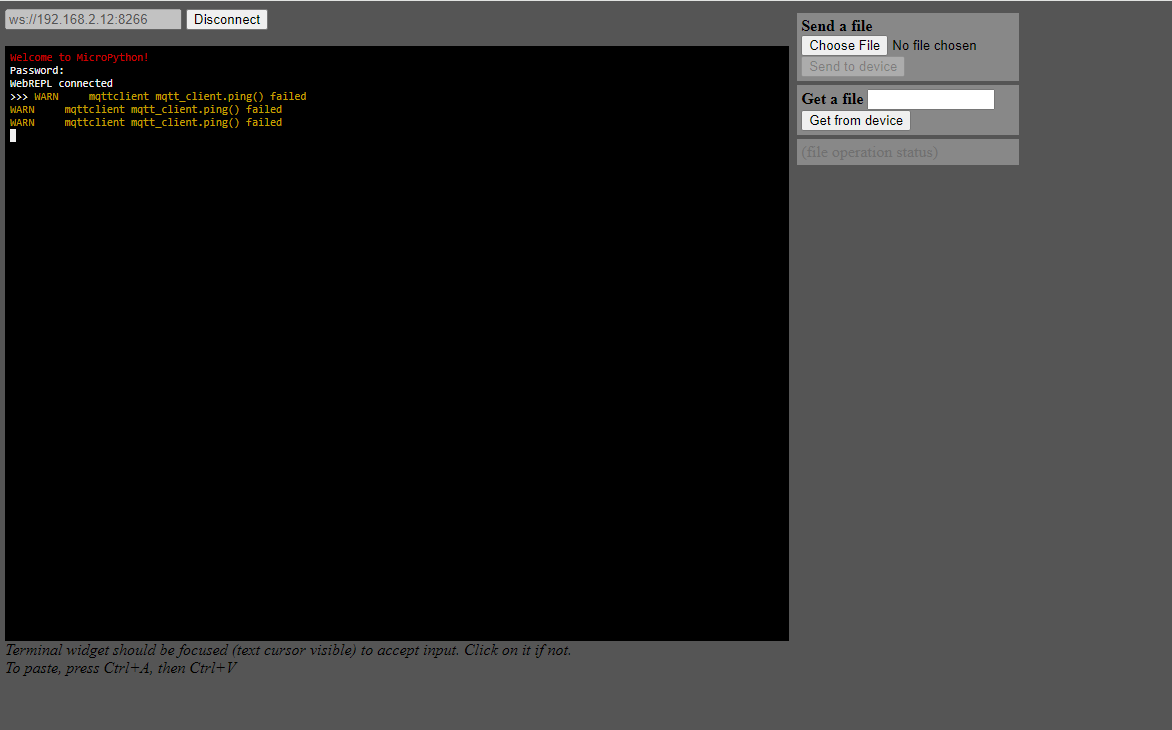 ws://192.168.2.12:8266 Disconnect
Welcome to MicroPython!
Password:
WebREPL connected
>>> WARN     mqttclient mqtt_client.ping() failed
WARN     mqttclient mqtt_client.ping() failed
WARN     mqttclient mqtt_client.ping() failed
Terminal widget should be focused (text cursor visible) to accept input. Click on it if not.
To paste, press Ctrl+A, then Ctrl+V
Send a file
Choose File No file chosen
Send to device
Get a file
Get from device
(file operation status)